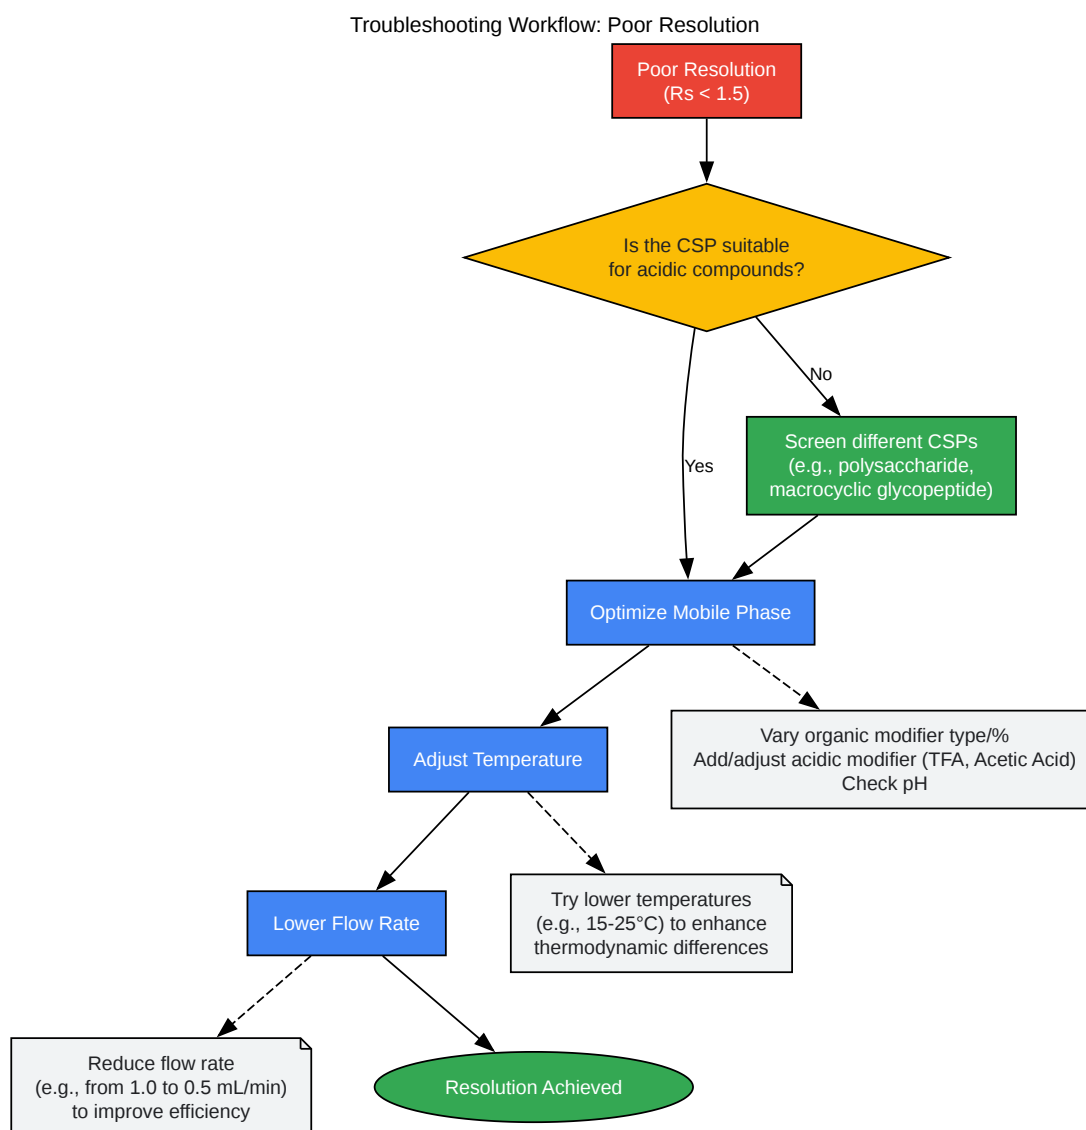 Troubleshooting Workflow: Poor Resolution
Poor Resolution
(Rs < 1.5)
Is the CSP suitable
for acidic compounds?
No
Screen different CSPs
(e.g., polysaccharide,
macrocyclic glycopeptide)
Yes
Optimize Mobile Phase
Vary organic modifier type/%
Add/adjust acidic modifier (TFA, Acetic Acid)
Check pH
Adjust Temperature
Try lower temperatures
(e.g., 15-25°C) to enhance
thermodynamic differences
Lower Flow Rate
Reduce flow rate
(e.g., from 1.0 to 0.5 mL/min)
to improve efficiency
Resolution Achieved